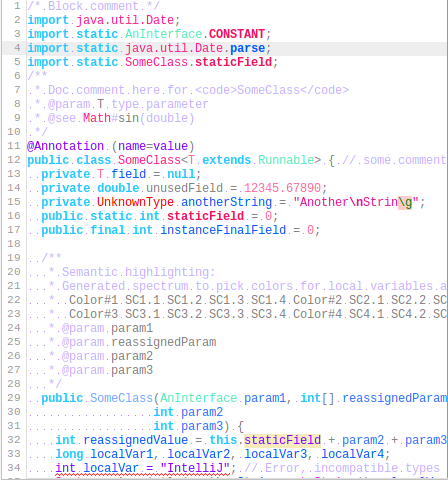 1 /* Block comment */
2 import java.util.Date;
3 import static AnInterface.CONSTANT;
4 import static java.util.Date.parse;
5 import static SomeClass.staticField;
6 /**
7  * Doc comment here for <code>SomeClass</code>
8  * @param T type parameter
9  * @see Math#sin(double)
10  */
11 @Annotation (name=value)
12 public class SomeClass<T extends Runnable> { // some comment
13   private T field = null;
14   private double unusedField = 12345.67890;
15   private UnknownType anotherString = "Another\nStrin\g";
16   public static int staticField = 0;
17   public final int instanceFinalField = 0;
18
19   /**
20    * Semantic highlighting:
21    * Generated spectrum to pick colors for local variables a
22    *  Color#1 SC1.1 SC1.2 SC1.3 SC1.4 Color#2 SC2.1 SC2.2 SC
23    *  Color#3 SC3.1 SC3.2 SC3.3 SC3.4 Color#4 SC4.1 SC4.2 SC
24    * @param param1
25    * @param reassignedParam
26    * @param param2
27    * @param param3
28    */
29   public SomeClass(AnInterface param1, int[] reassignedParam
30                   int param2
31                   int param3) {
32     int reassignedValue = this.staticField + param2 + param3
33     long localVar1, localVar2, localVar3, localVar4;
34     int localVar = "IntelliJ"; // Error, incompatible types